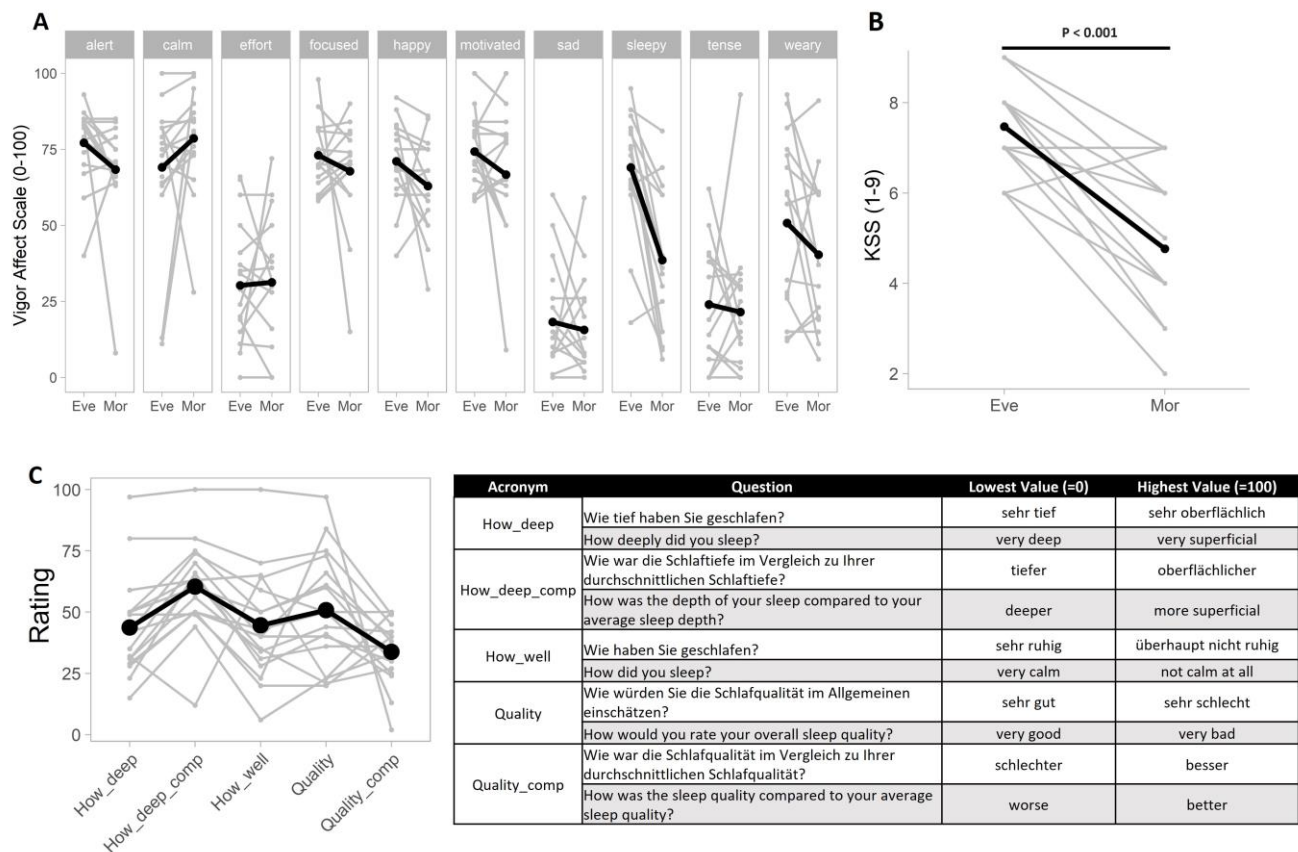 A
alert calm effort focused happy motivated sad sleepy tense weary
Vigor Affect Scale (0-100)
100
75
50
25
0
Eve Mor Eve Mor Eve Mor Eve Mor Eve Mor Eve Mor Eve Mor Eve Mor Eve Mor Eve Mor
B
P < 0.001
KSS (1-9)
8
6
4
2
Eve Mor
C
Rating
100
75
50
25
0
How_deep
How_deep_comp
How_well
Quality
Quality_comp
Acronym Question Lowest Value (=0) Highest Value (=100)
How_deep
Wie tief haben Sie geschlafen? sehr tief sehr oberflächlich
How deeply did you sleep? very deep very superficial
How_deep_comp
Wie war die Schlaftiefe im Vergleich zu Ihrer
durchschnittlichen Schlaftiefe?
tiefer oberflächlicher
How was the depth of your sleep compared to your
average sleep depth?
deeper more superficial
How_well
Wie haben Sie geschlafen? sehr ruhig überhaupt nicht ruhig
How did you sleep? very calm not calm at all
Quality
Wie würden Sie die Schlafqualität im Allgemeinen
einschätzen?
sehr gut sehr schlecht
How would you rate your overall sleep quality? very good very bad
Quality_comp
Wie war die Schlafqualität im Vergleich zu Ihrer
durchschnittlichen Schlafqualität?
schlechter besser
How was the sleep quality compared to your average
sleep quality?
worse better